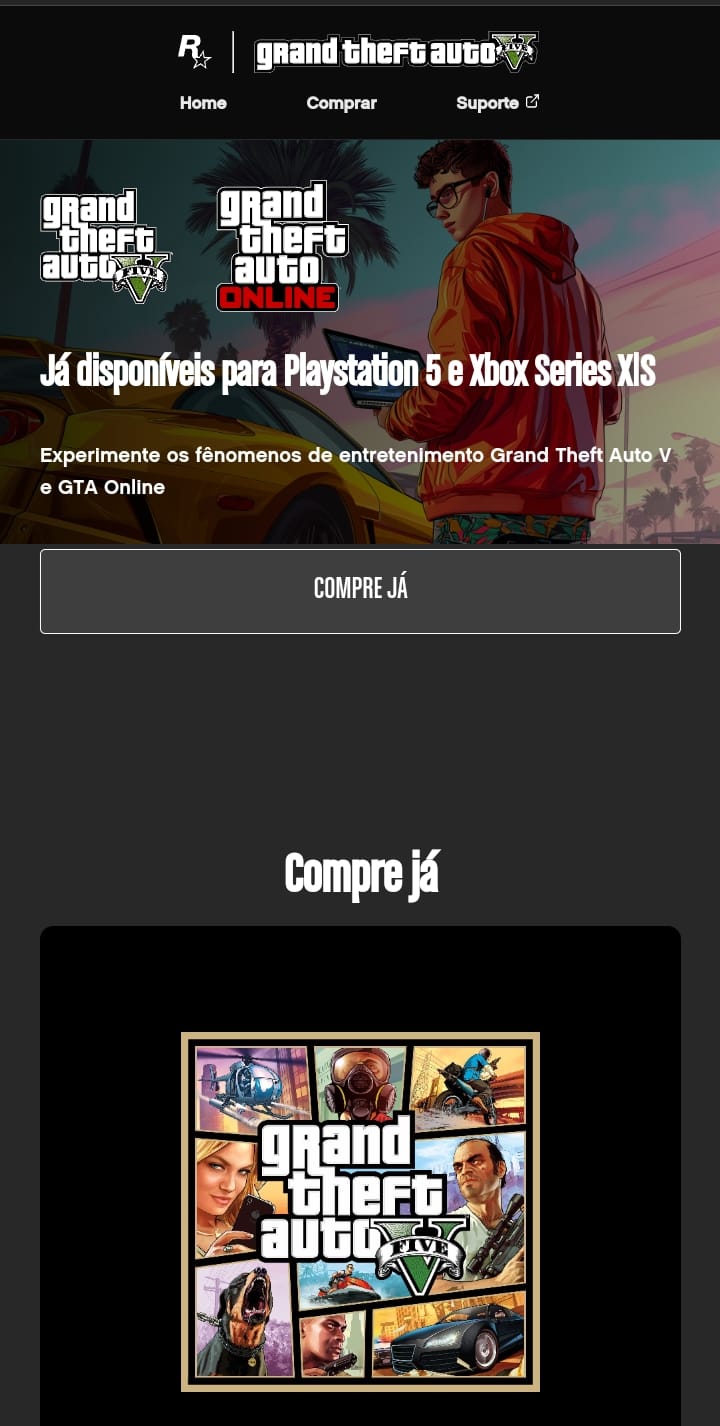 R
grand theft auto V
FIVE
Home
Comprar
Suporte
grand
theft
auto V
FIVE
grand
theft
auto
ONLINE
Já disponíveis para Playstation 5 e Xbox Series X|S
Experimente os fênomenos de entretenimento Grand Theft Auto V
e GTA Online
COMPRE JÁ
Compre já
grand
theft
auto V
FIVE